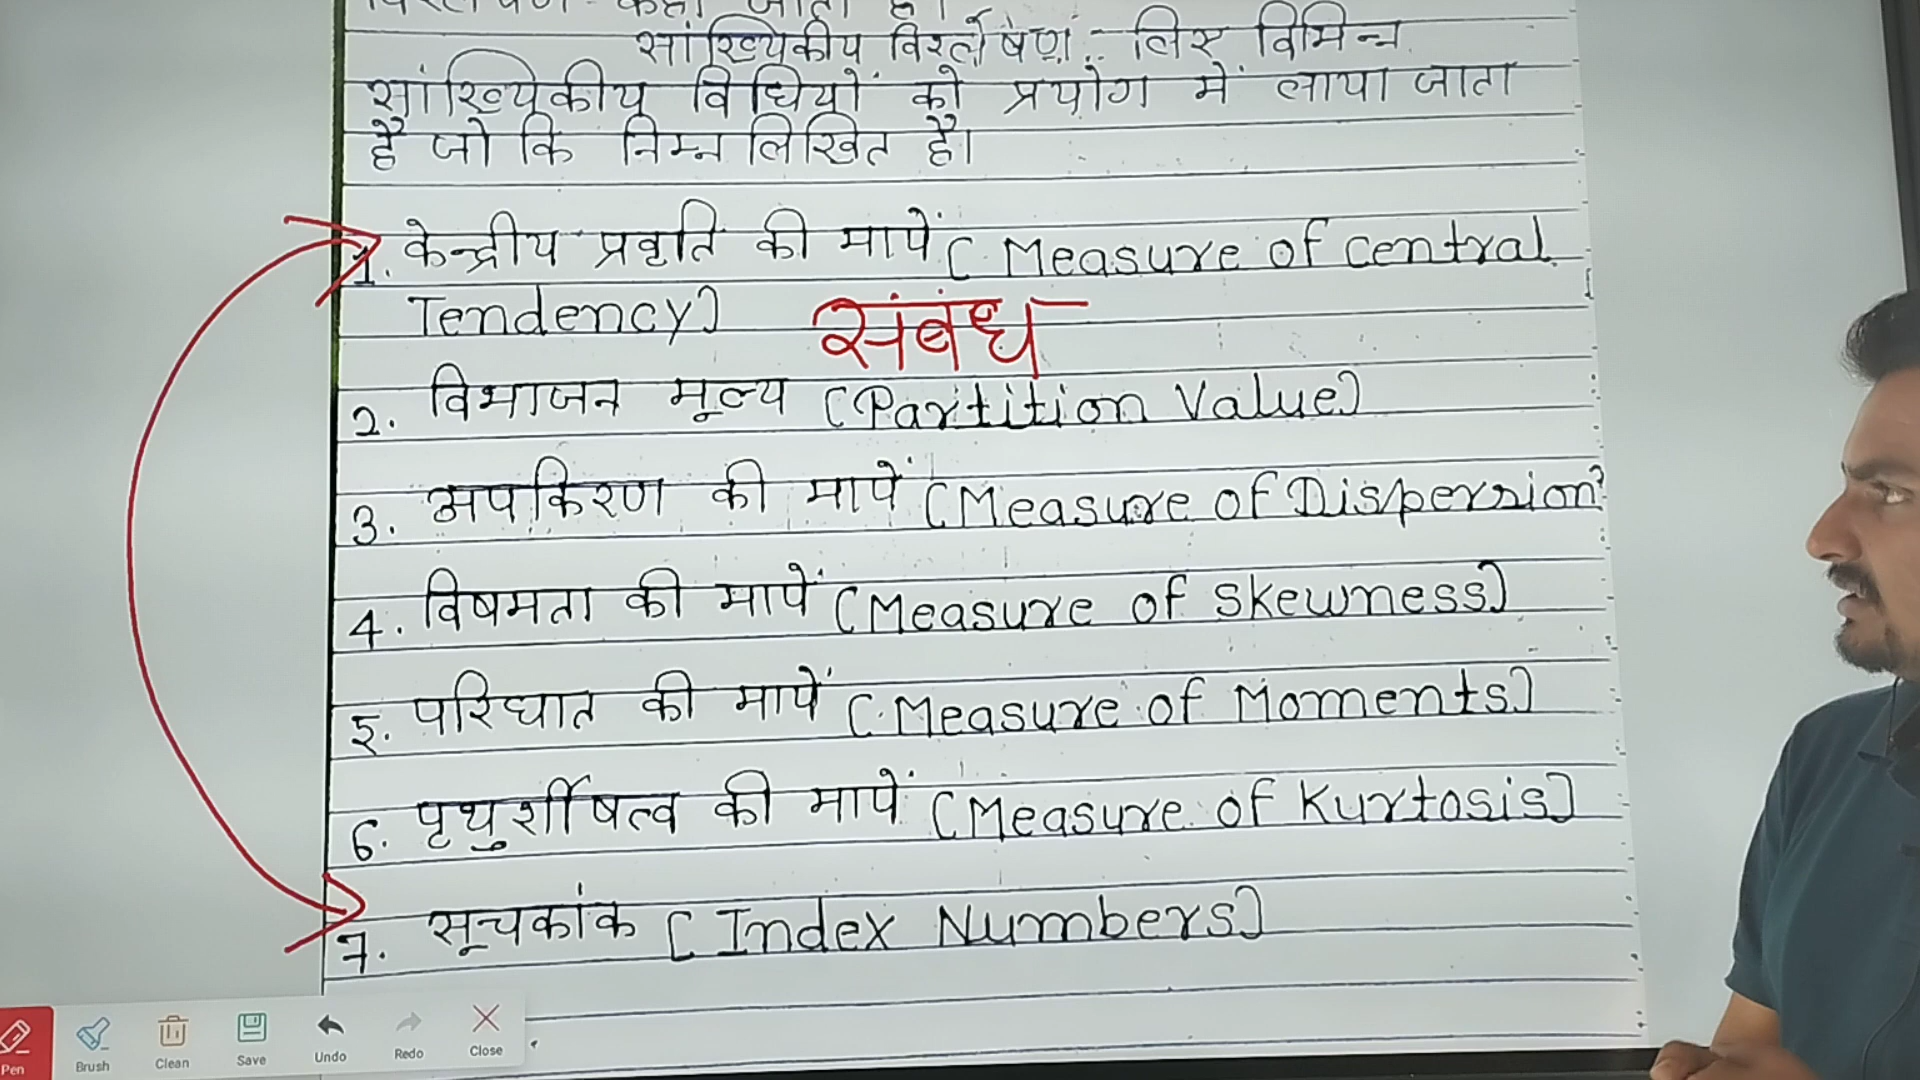 सांख्यिकीय विश्लेषण - लिए विभिन्न
सांख्यिकीय विधियों को प्रयोग में लाया जाता
है जो कि निम्न लिखित है।
1. केन्द्रीय प्रवृति की मापें ( Measure of central
Tendency)
संबंध
2. विभाजन मूल्य (Partition Value)
3. अपकिरण की मापें (Measure of Dispersion)
4. विषमता की मापें (Measure of skewness)
5. परिघात की मापें (Measure of Moments)
6. पृथुर्शीषत्व की मापें (Measure of Kurtosis)
7. सूचकांक ( Index Numbers)
Pen Brush Clean Save Undo Redo Close